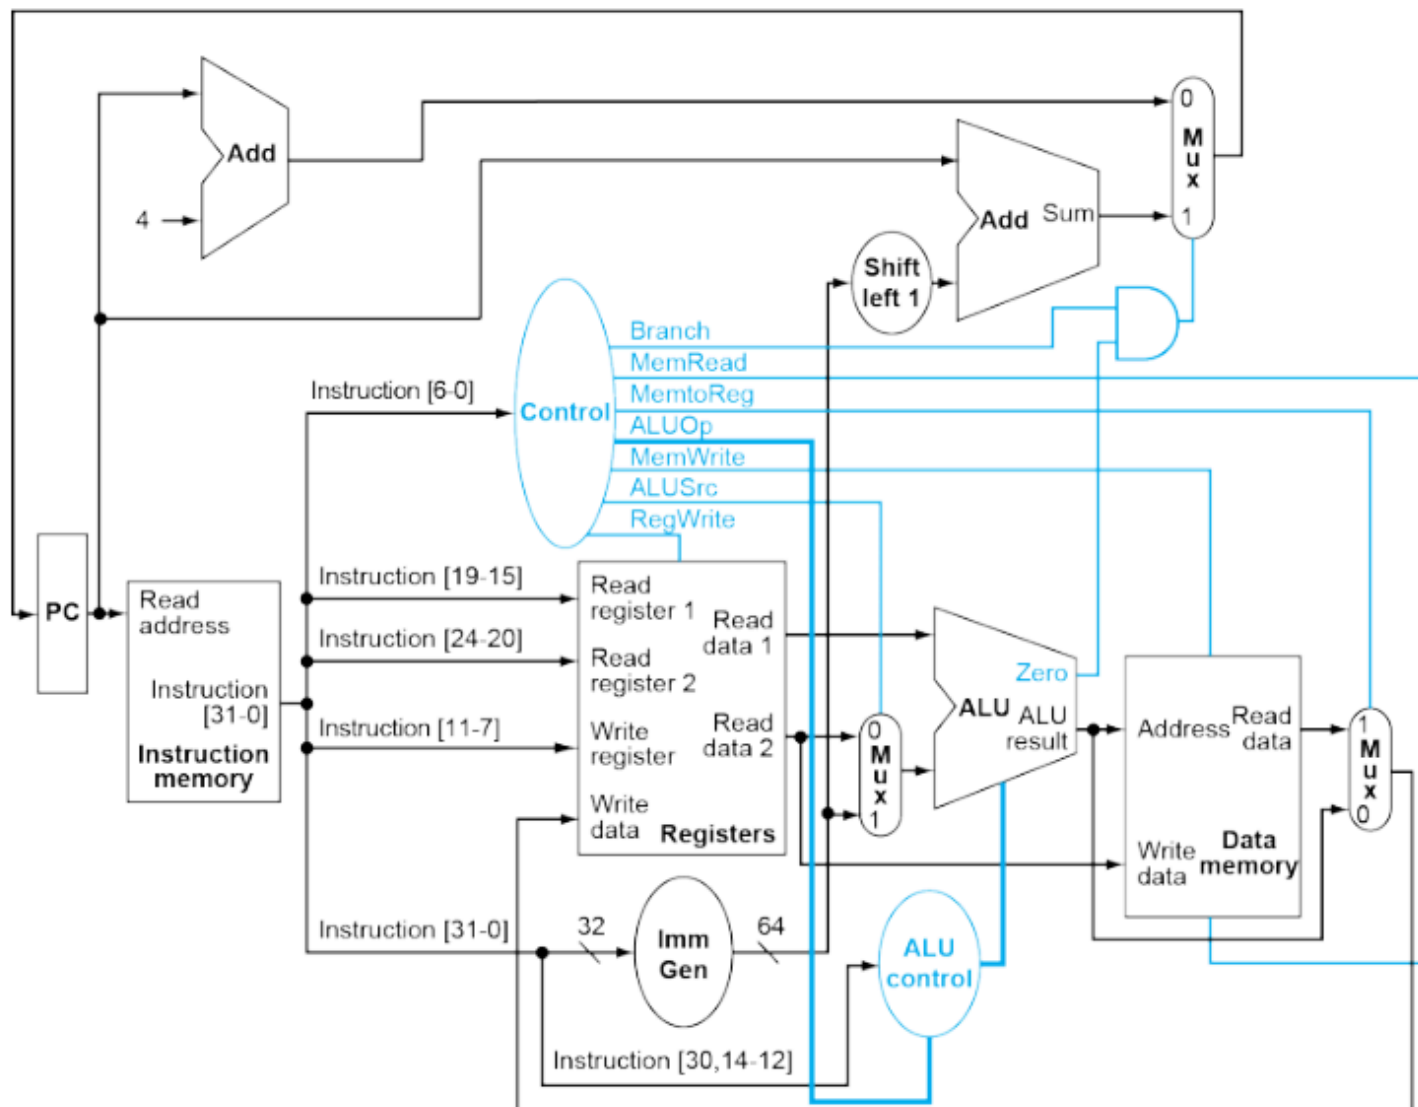 0
M
u
x
1
Add
4
Add
Sum
Shift
left 1
Branch
MemRead
MemtoReg
ALUOp
MemWrite
ALUSrc
RegWrite
Instruction [6-0]
Control
PC
Read
address
Instruction
[31-0]
Instruction
memory
Instruction [19-15]
Instruction [24-20]
Instruction [11-7]
Read
register 1
Read
register 2
Write
register
Write
data
Read
data 1
Read
data 2
Registers
0
M
u
x
1
Zero
ALU
ALU
result
Address
Read
data
Write
data
Data
memory
1
M
u
x
0
Instruction [31-0]
32
Imm
Gen
64
ALU
control
Instruction [30,14-12]